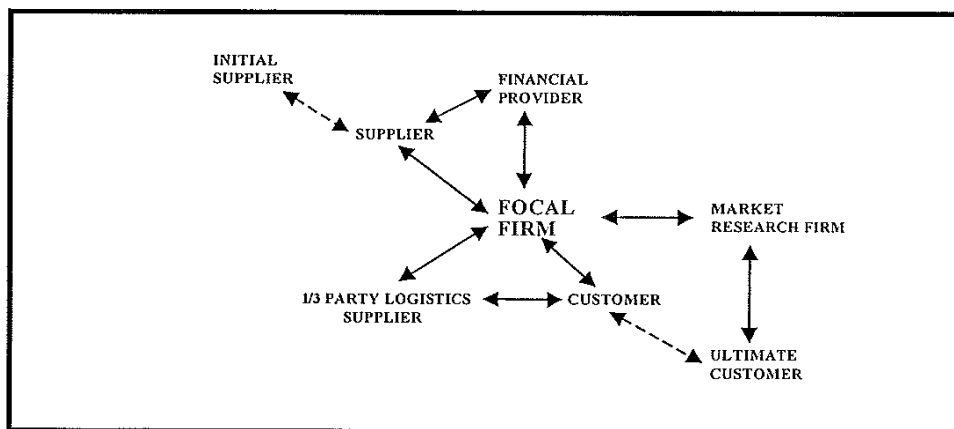 INITIAL
SUPPLIER
FINANCIAL
PROVIDER
SUPPLIER
FOCAL
FIRM
MARKET
RESEARCH FIRM
1/3 PARTY LOGISTICS
SUPPLIER
CUSTOMER
ULTIMATE
CUSTOMER